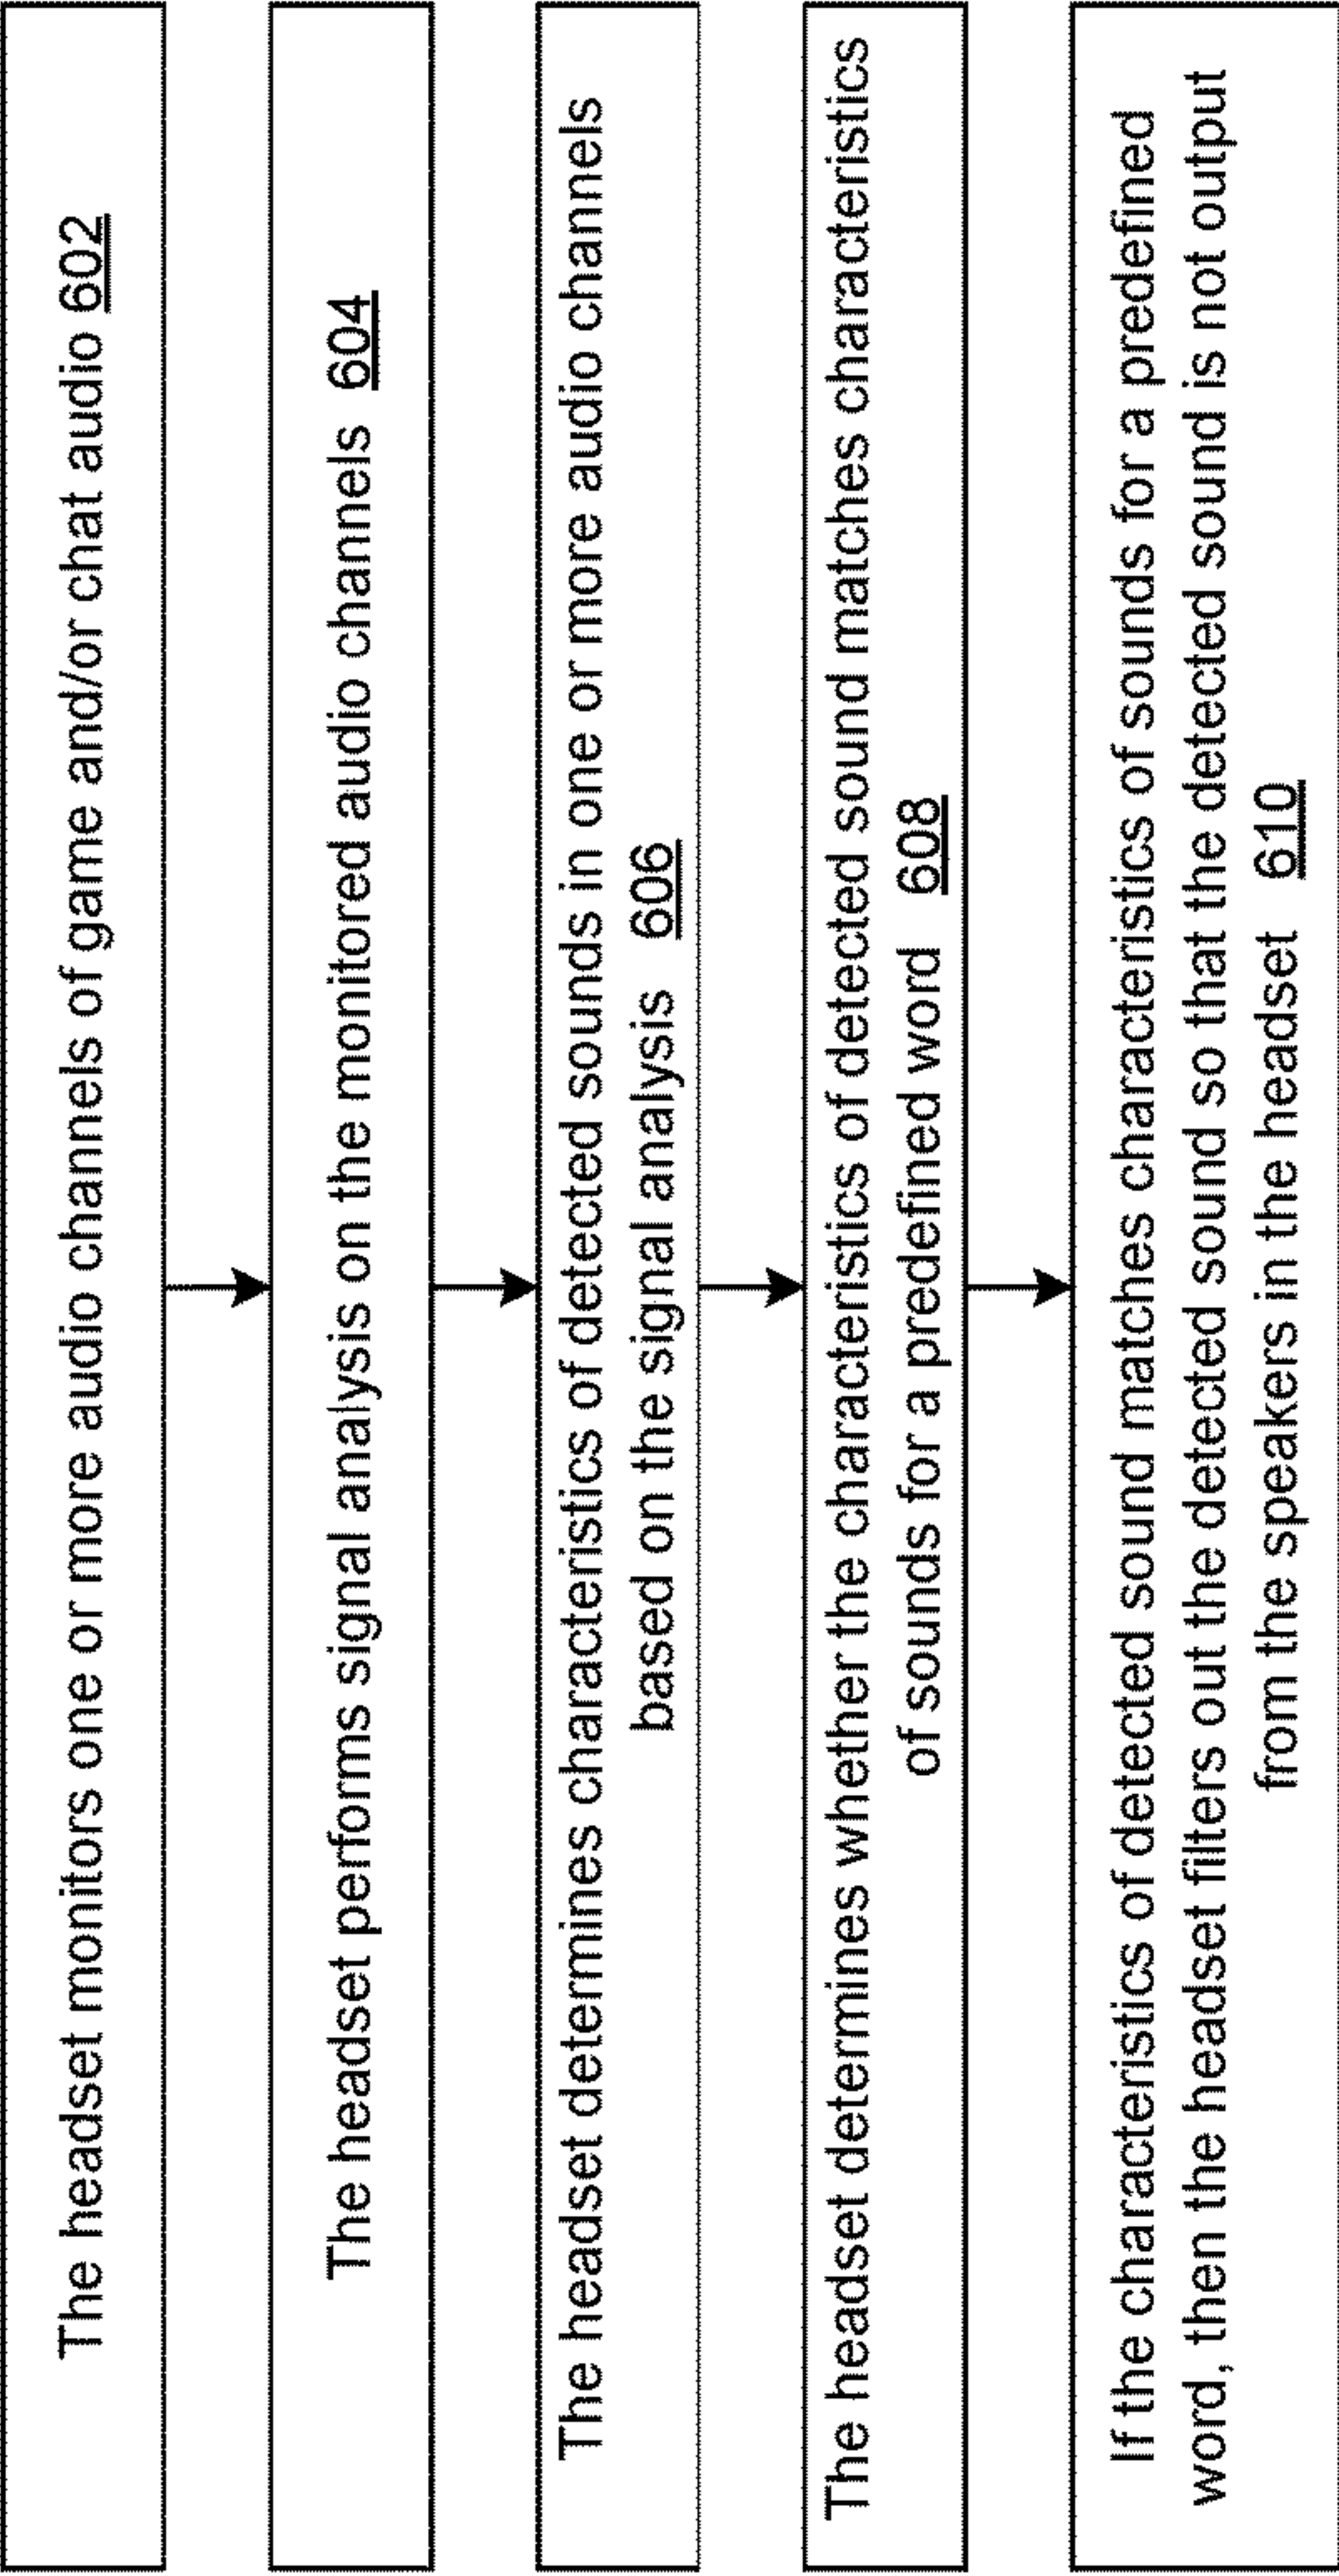 The headset monitors one or more audio channels of game and/or chat audio 602
The headset performs signal analysis on the monitored audio channels 604
The headset determines characteristics of detected sounds in one or more audio channels
based on the signal analysis 606
The headset determines whether the characteristics of detected sound matches characteristics
of sounds for a predefined word 608
If the characteristics of detected sound matches characteristics of sounds for a predefined
word, then the headset filters out the detected sound so that the detected sound is not output
from the speakers in the headset 610